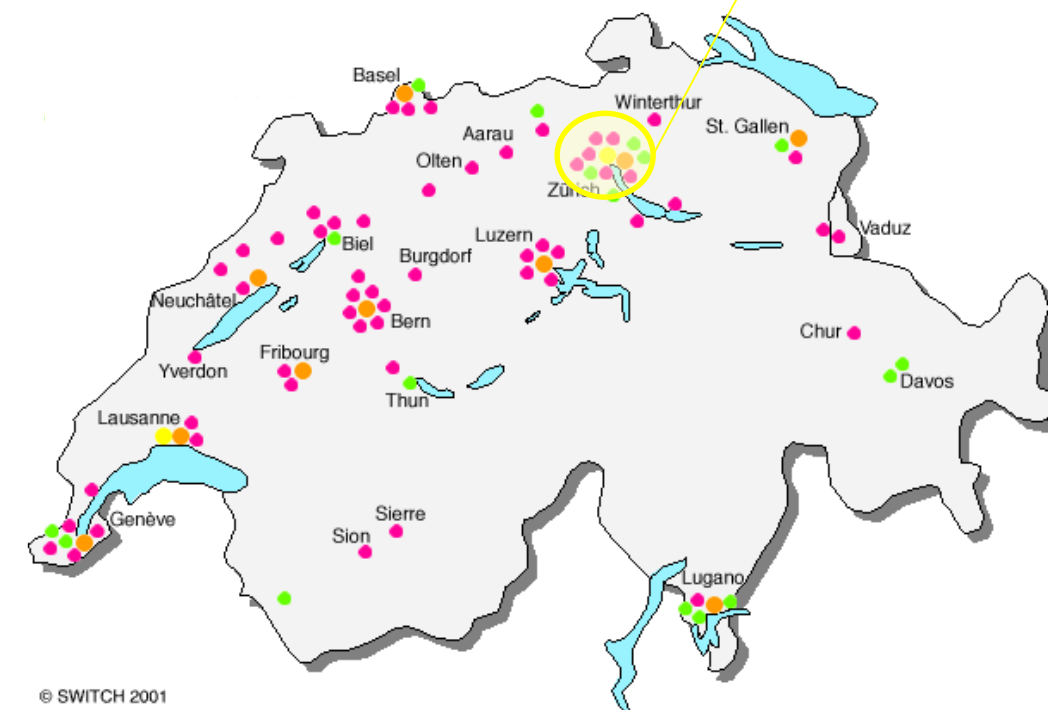 Basel
Winterthur
Aarau
St. Gallen
Olten
Zürich
Biel
Luzern
Vaduz
Burgdorf
Neuchâtel
Bern
Chur
Fribourg
Yverdon
Davos
Thun
Lausanne
Genève
Sierre
Sion
Lugano
© SWITCH 2001